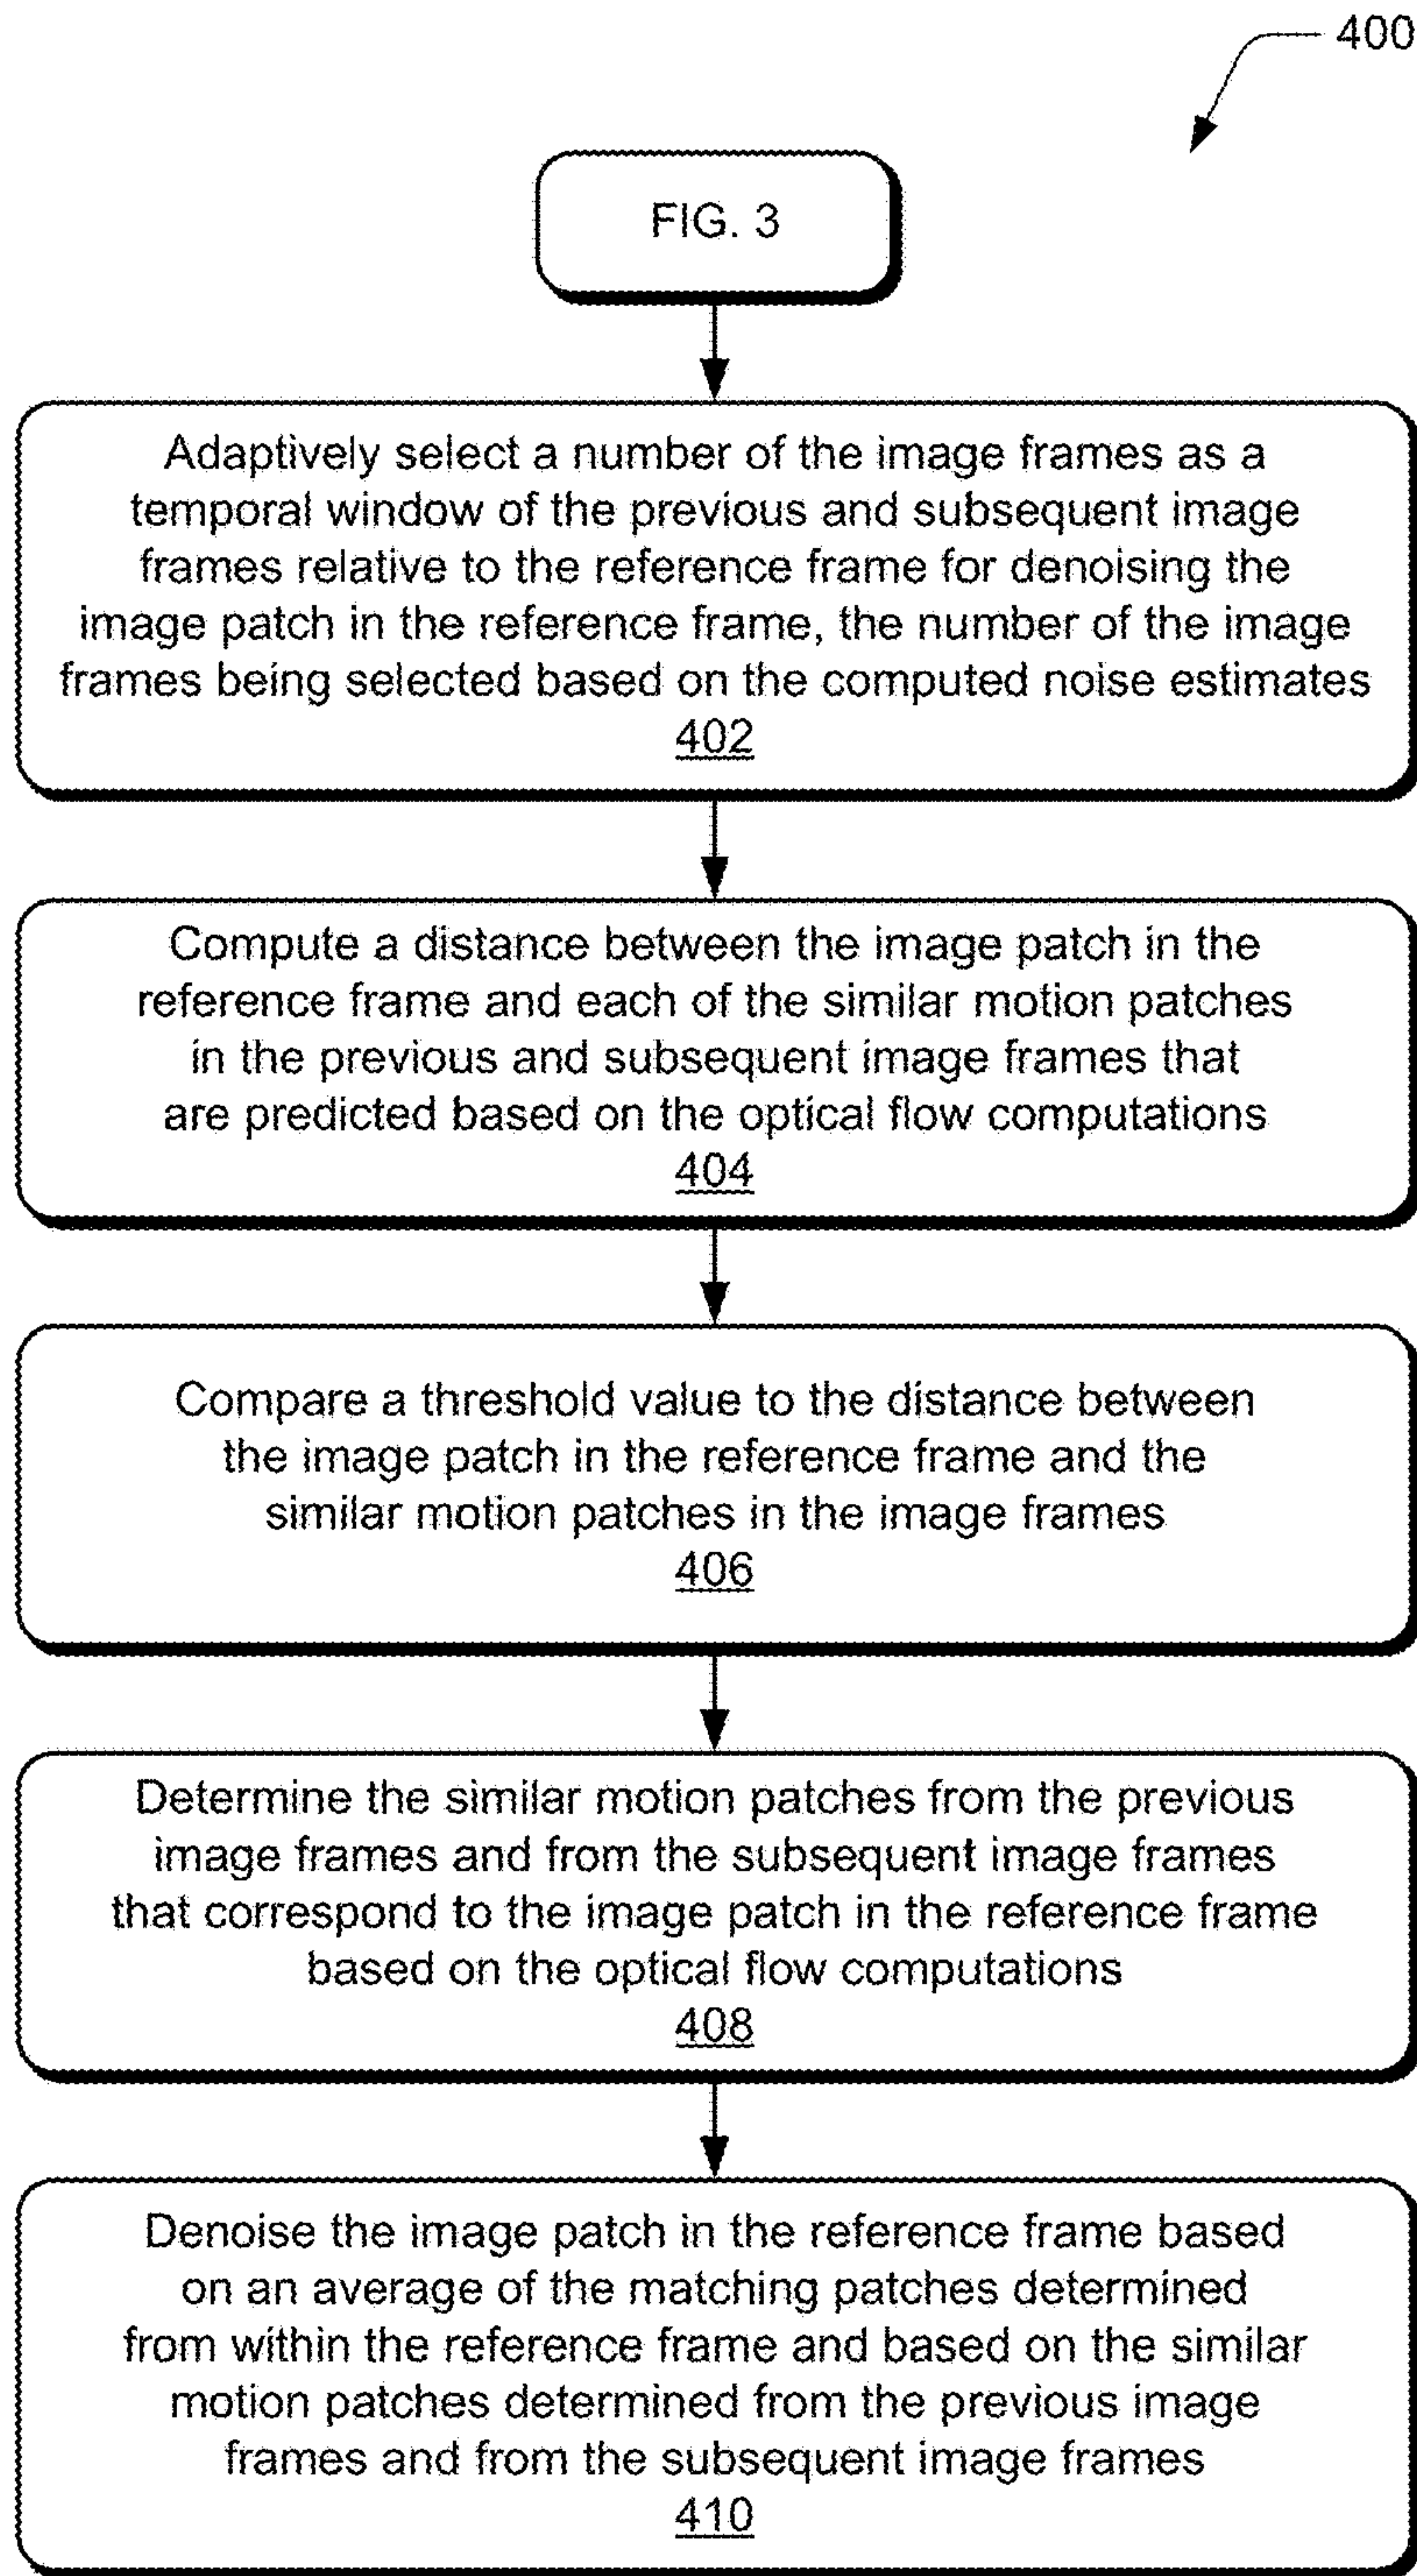 400
FIG. 3
Adaptively select a number of the image frames as a
temporal window of the previous and subsequent image
frames relative to the reference frame for denoising the
image patch in the reference frame, the number of the image
frames being selected based on the computed noise estimates
402
Compute a distance between the image patch in the
reference frame and each of the similar motion patches
in the previous and subsequent image frames that
are predicted based on the optical flow computations
404
Compare a threshold value to the distance between
the image patch in the reference frame and the
similar motion patches in the image frames
406
Determine the similar motion patches from the previous
image frames and from the subsequent image frames
that correspond to the image patch in the reference frame
based on the optical flow computations
408
Denoise the image patch in the reference frame based
on an average of the matching patches determined
from within the reference frame and based on the similar
motion patches determined from the previous image
frames and from the subsequent image frames
410